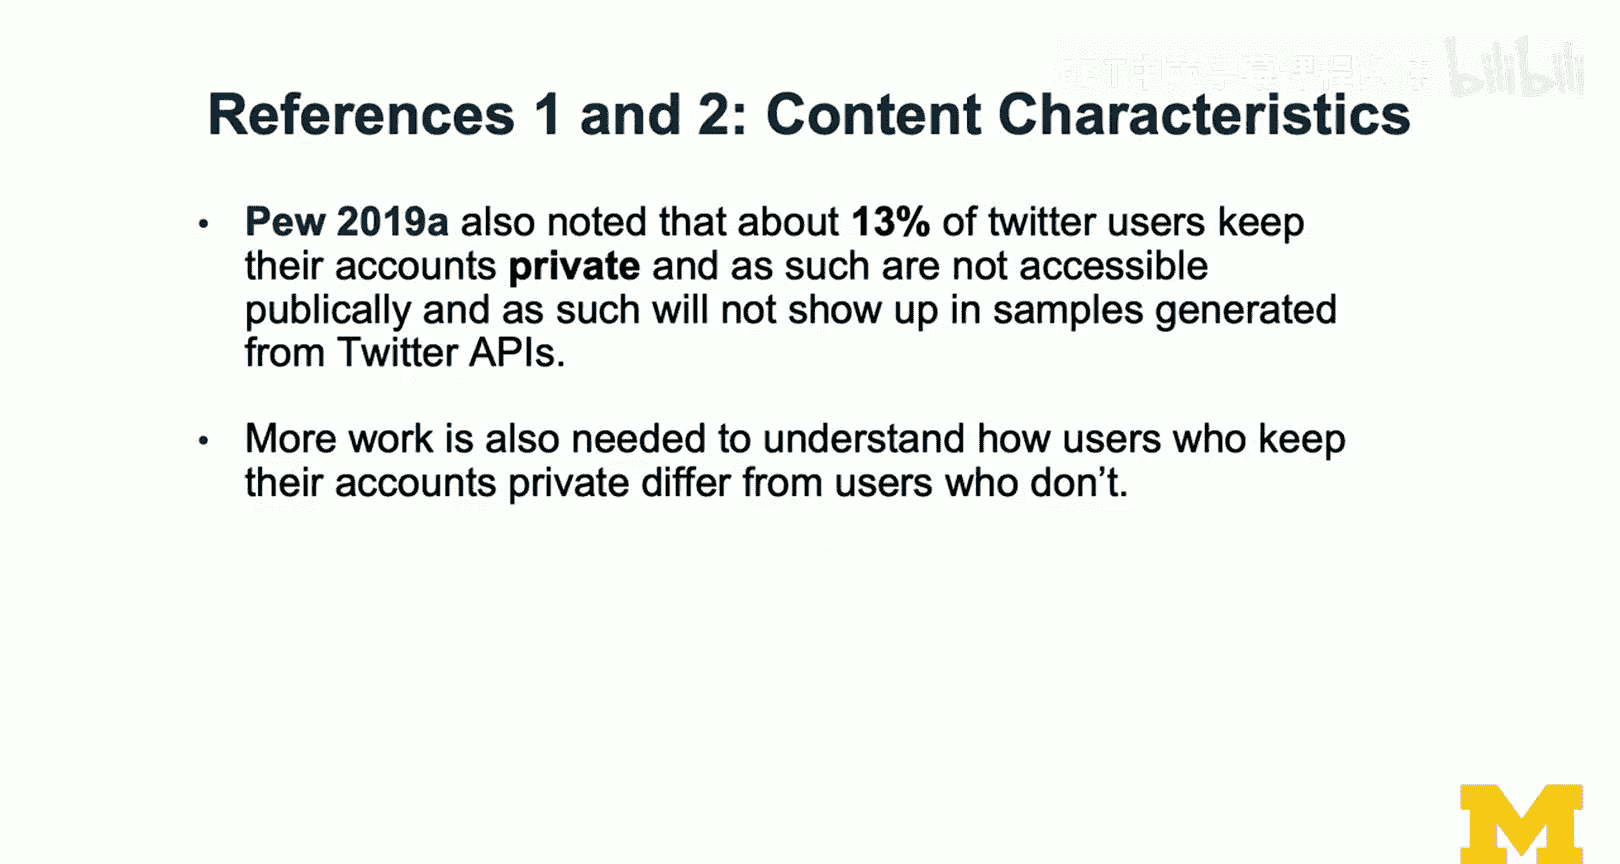 bilibili
References 1 and 2: Content Characteristics
• Pew 2019a also noted that about 13% of twitter users keep
their accounts private and as such are not accessible
publically and as such will not show up in samples generated
from Twitter APIs.
• More work is also needed to understand how users who keep
their accounts private differ from users who don’t.
M